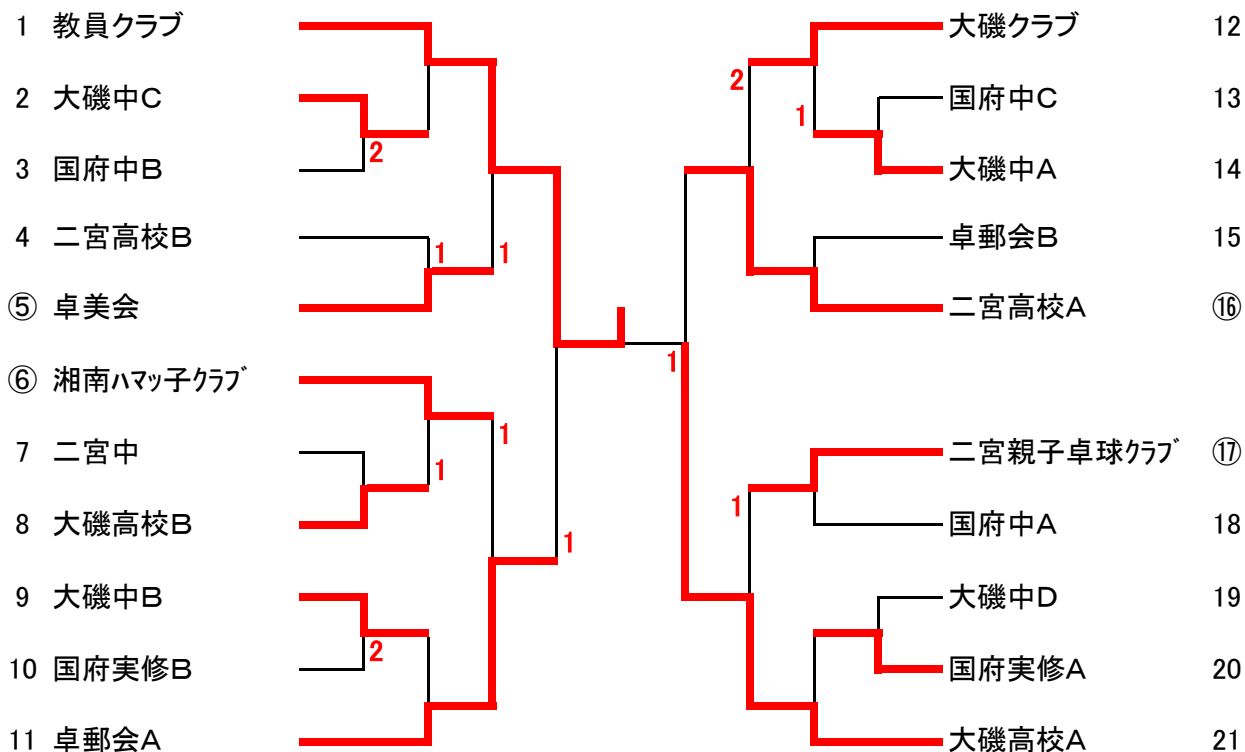 1 教員クラブ
2 大磯中C
3 国府中B
4 二宮高校B
⑤ 卓美会
⑥ 湘南ハマッ子クラブ
7 二宮中
8 大磯高校B
9 大磯中B
10 国府実修B
11 卓郵会A
2
1
1
1
1
2
1
大磯クラブ 12
国府中C 13
大磯中A 14
卓郵会B 15
二宮高校A ⑯
二宮親子卓球クラブ ⑰
国府中A 18
大磯中D 19
国府実修A 20
大磯高校A 21
2
1
1
1